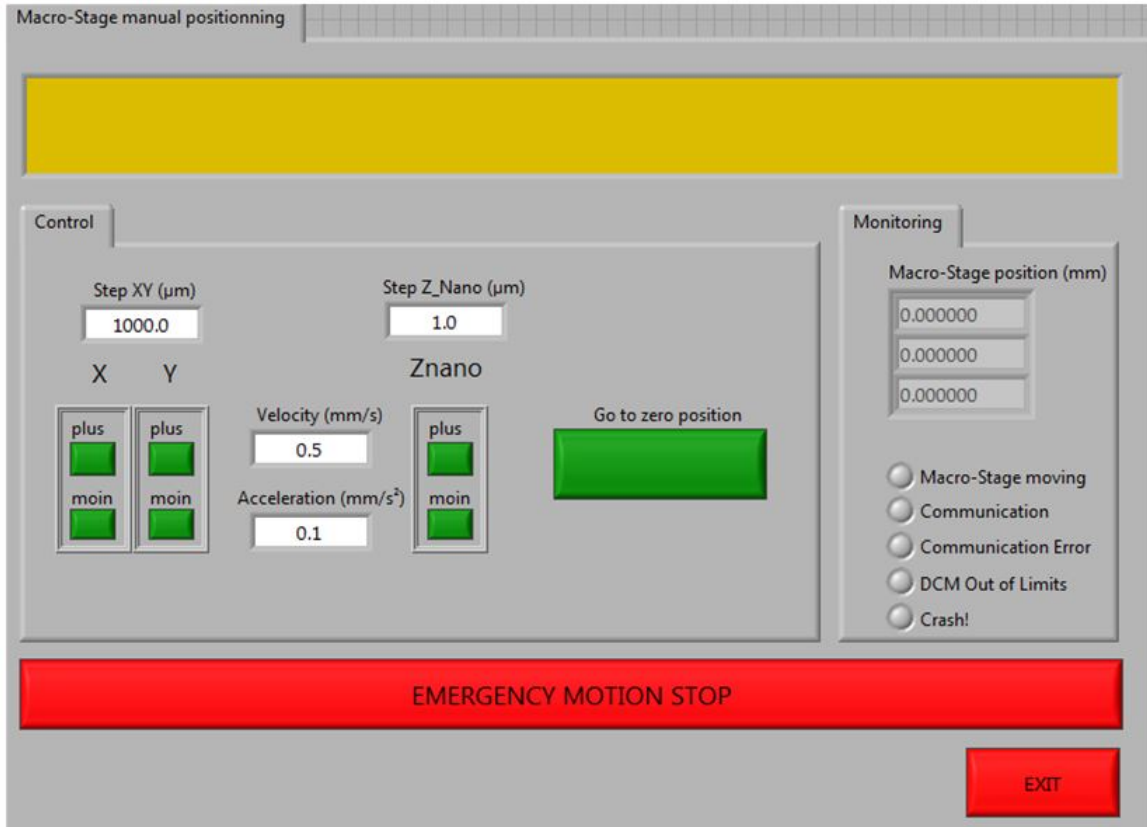 Macro-Stage manual positionning
Control
Step XY (µm)
1000.0
Step Z_Nano (µm)
1.0
X Y
Znano
plus plus
moin moin
Velocity (mm/s)
0.5
Acceleration (mm/s²)
0.1
plus
moin
Go to zero position
Monitoring
Macro-Stage position (mm)
0.000000
0.000000
0.000000
Macro-Stage moving
Communication
Communication Error
DCM Out of Limits
Crash!
EMERGENCY MOTION STOP
EXIT